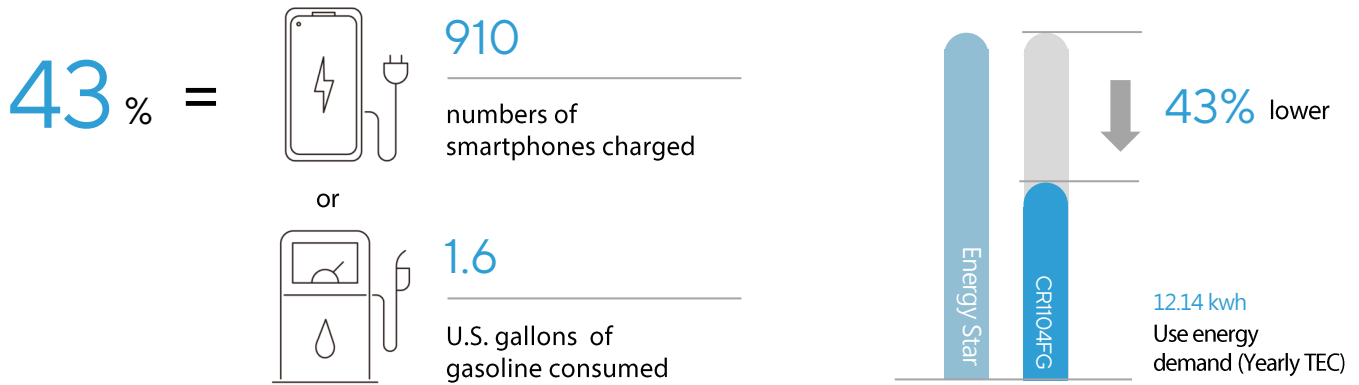 43 % =
910
numbers of
smartphones charged
or
1.6
U.S. gallons of
gasoline consumed
Energy Star
CR1104FG
43% lower
12.14 kwh
Use energy
demand (Yearly TEC)